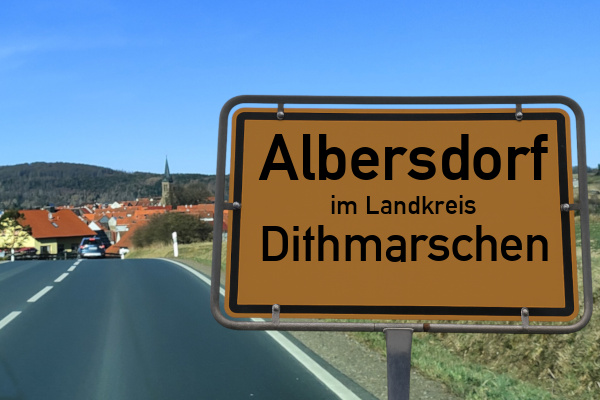 Albersdorf
im Landkreis
Dithmarschen